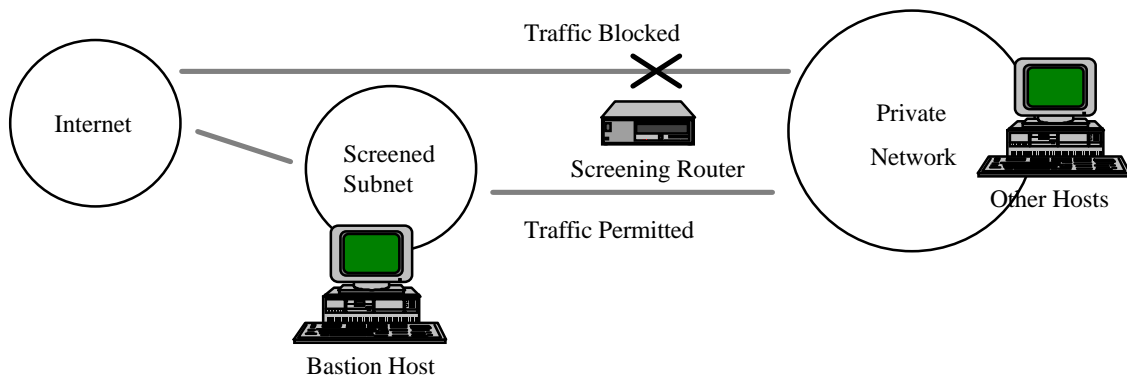 Traffic Blocked
Internet
Screened
Subnet
Screening Router
Private
Network
Other Hosts
Traffic Permitted
Bastion Host